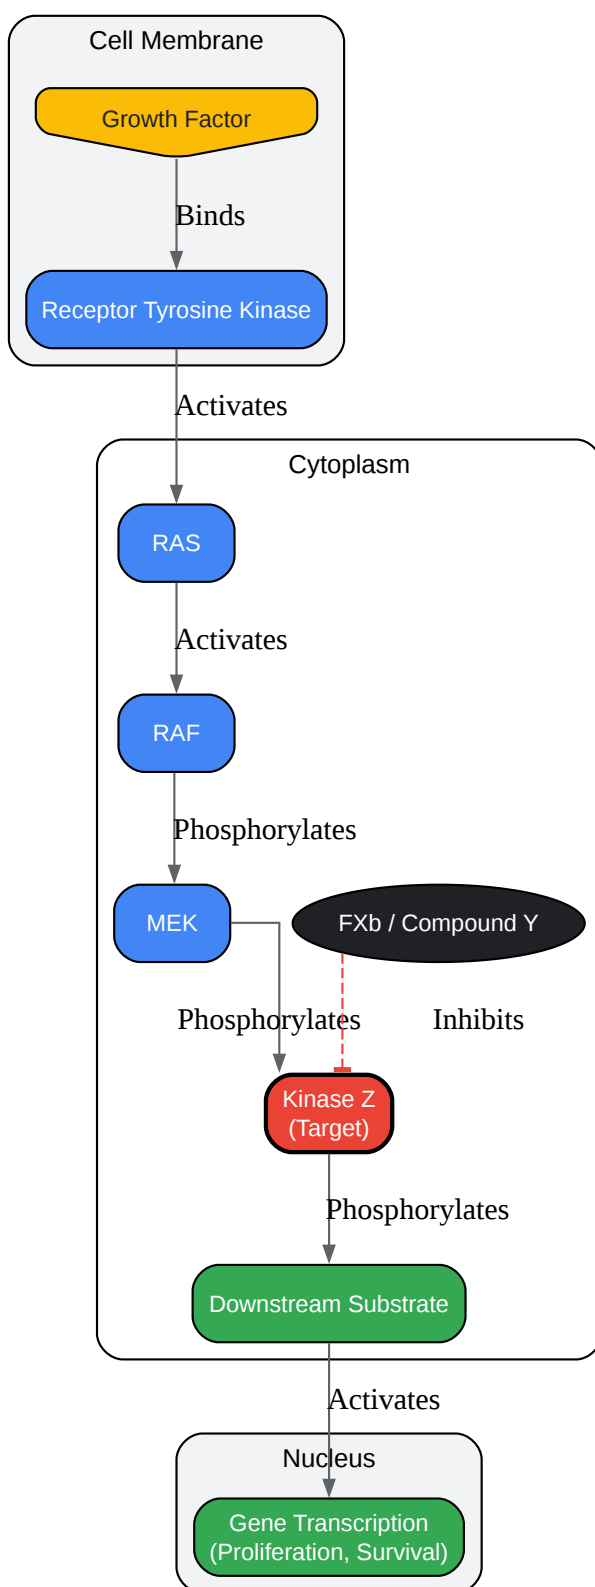 Cell Membrane
Growth Factor
Binds
Receptor Tyrosine Kinase
Activates
Cytoplasm
RAS
Activates
RAF
Phosphorylates
MEK
FXb / Compound Y
Phosphorylates
Inhibits
Kinase Z
(Target)
Phosphorylates
Downstream Substrate
Activates
Nucleus
Gene Transcription
(Proliferation, Survival)